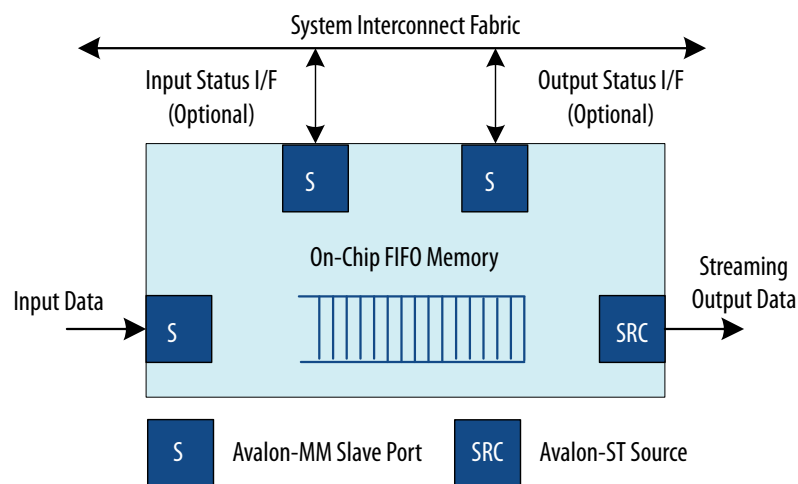 System Interconnect Fabric
Input Status I/F
(Optional)
Output Status I/F
(Optional)
S
S
On-Chip FIFO Memory
Input Data
S
SRC
Streaming
Output Data
S
Avalon-MM Slave Port
SRC
Avalon-ST Source